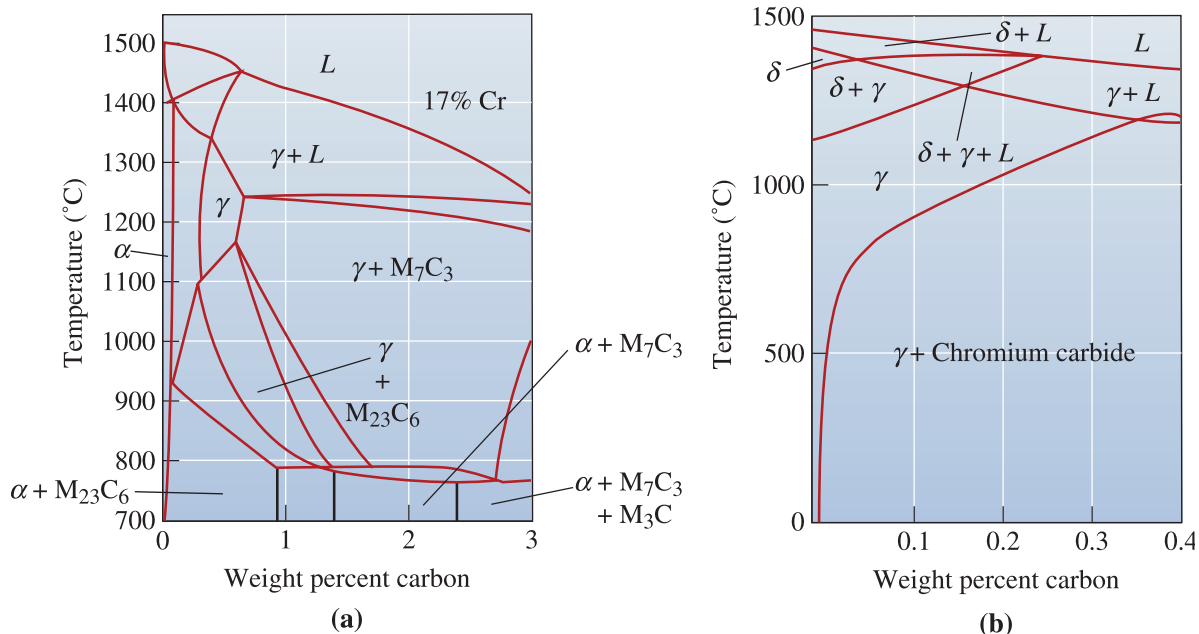 1500
1400
1300
1200
1100
1000
900
800
700
Temperature (°C)
L
17% Cr
γ + L
γ
α
γ + M₇C₃
γ
+
M₂₃C₆
α + M₇C₃
α + M₂₃C₆
α + M₇C₃
+ M₃C
0 1 2 3
Weight percent carbon
(a)
1500
1000
500
0
Temperature (°C)
δ + L
L
δ
δ + γ
γ + L
δ + γ + L
γ
γ + Chromium carbide
0.1 0.2 0.3 0.4
Weight percent carbon
(b)